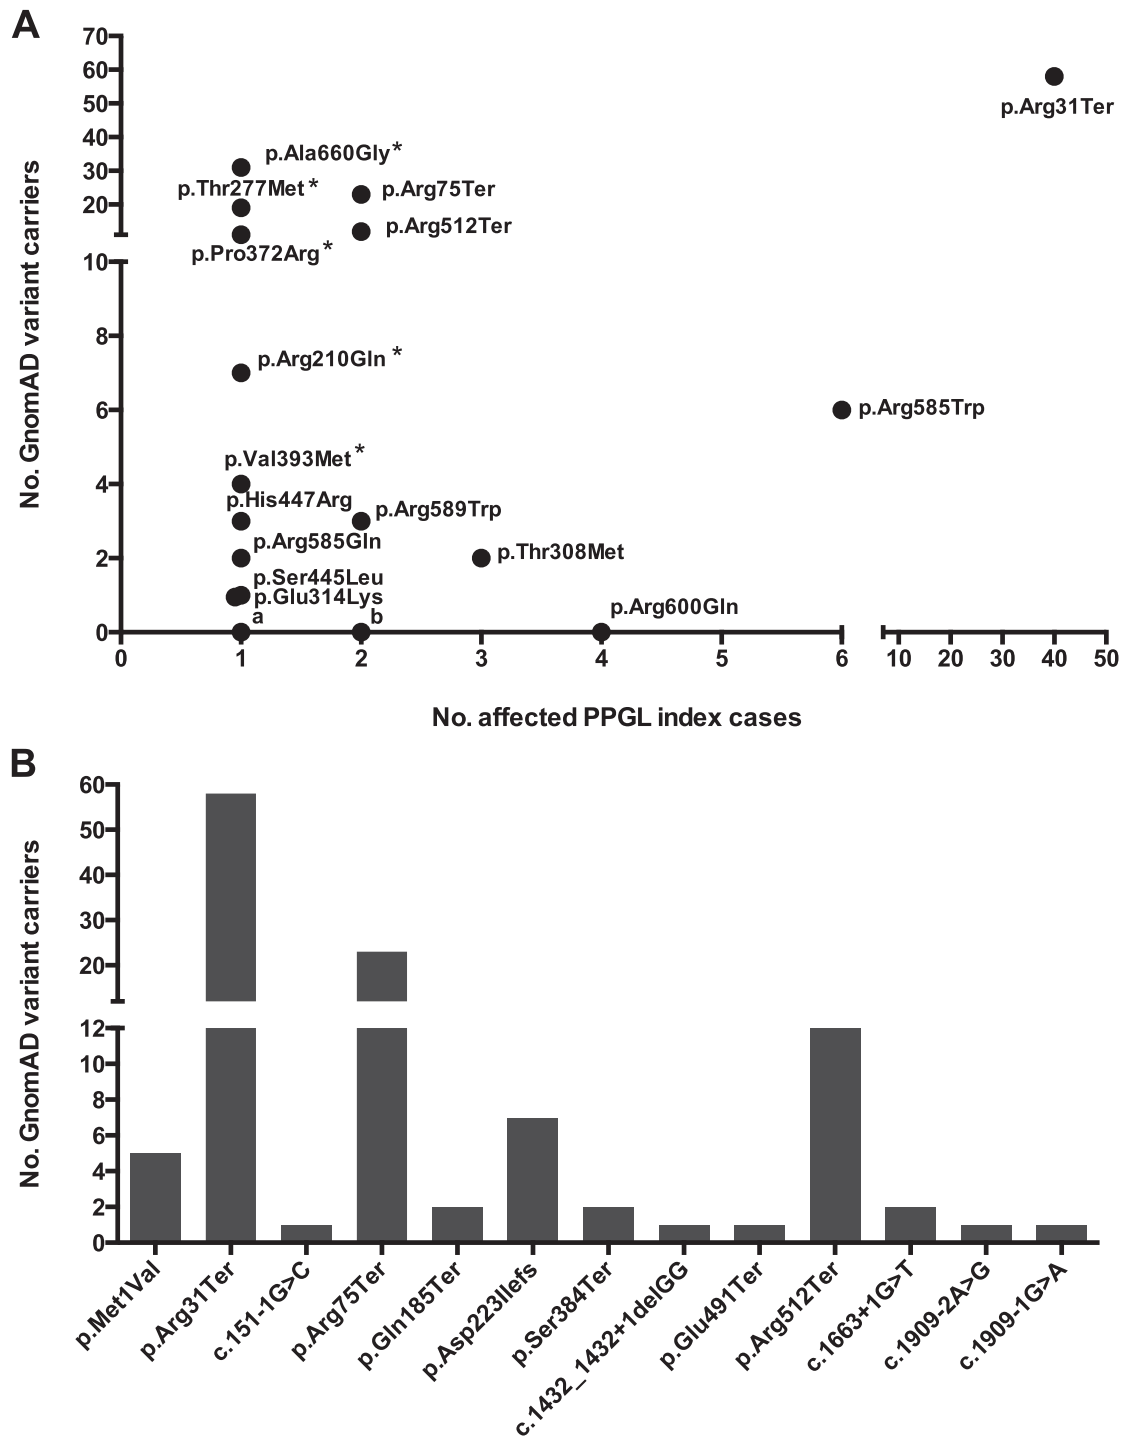 A
70
60
50
40
30
20
10
8
6
4
2
0
No. GnomAD variant carriers
p.Arg31Ter
p.Ala660Gly*
p.Thr277Met*
p.Arg75Ter
p.Arg512Ter
p.Pro372Arg*
p.Arg210Gln*
p.Arg585Trp
p.Val393Met*
p.His447Arg
p.Arg589Trp
p.Arg585Gln
p.Thr308Met
p.Ser445Leu
p.Glu314Lys
p.Arg600Gln
a
b
0 1 2 3 4 5 6 10 20 30 40 50
No. affected PPGL index cases
B
60
50
40
30
20
12
10
8
6
4
2
0
No. GnomAD variant carriers
p.Met1Val
p.Arg31Ter
c.151-1G>C
p.Arg75Ter
p.Gln185Ter
p.Asp223Ilefs
p.Ser384Ter
c.1432_1432+1delGG
p.Glu491Ter
p.Arg512Ter
c.1663+1G>T
c.1909-2A>G
c.1909-1G>A